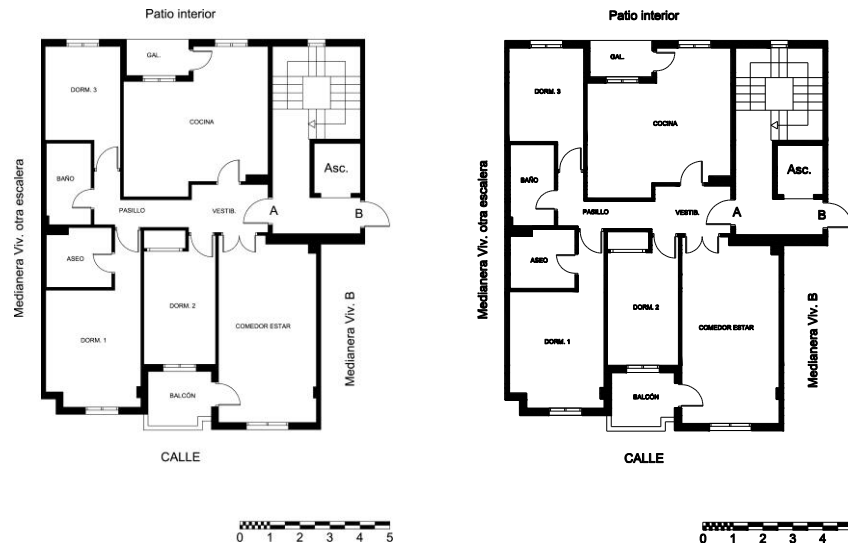 Patio interior
GAL.
DORM. 3
COCINA
Asc.
BAÑO
PASILLO
VESTIB.
A
B
ASEO
DORM. 2
DORM. 1
COMEDOR ESTAR
BALCÓN
Medianera Viv. otra escalera
Medianera Viv. B
CALLE
0 1 2 3 4 5
Patio interior
GAL.
DORM. 3
COCINA
Asc.
BAÑO
PASILLO
VESTIB.
A
B
ASEO
DORM. 2
DORM. 1
COMEDOR ESTAR
BALCÓN
Medianera Viv. otra escalera
Medianera Viv. B
CALLE
0 1 2 3 4